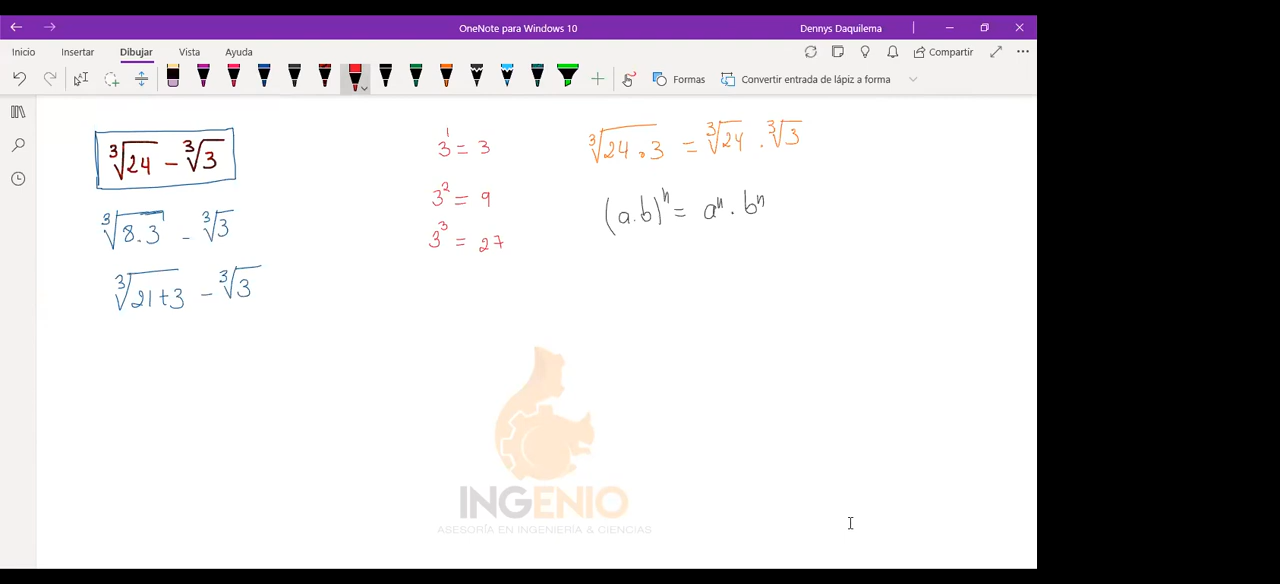 OneNote para Windows 10
Dennys Daquilema
Inicio Insertar Dibujar Vista Ayuda
Compartir
Formas
Convertir entrada de lápiz a forma
∛24 − ∛3
∛8.3 − ∛3
∛21+3 − ∛3
3¹ = 3
3² = 9
3³ = 27
∛24·3 = ∛24 · ∛3
(a.b)ⁿ = aⁿ · bⁿ
INGENIO
ASESORÍA EN INGENIERÍA & CIENCIAS